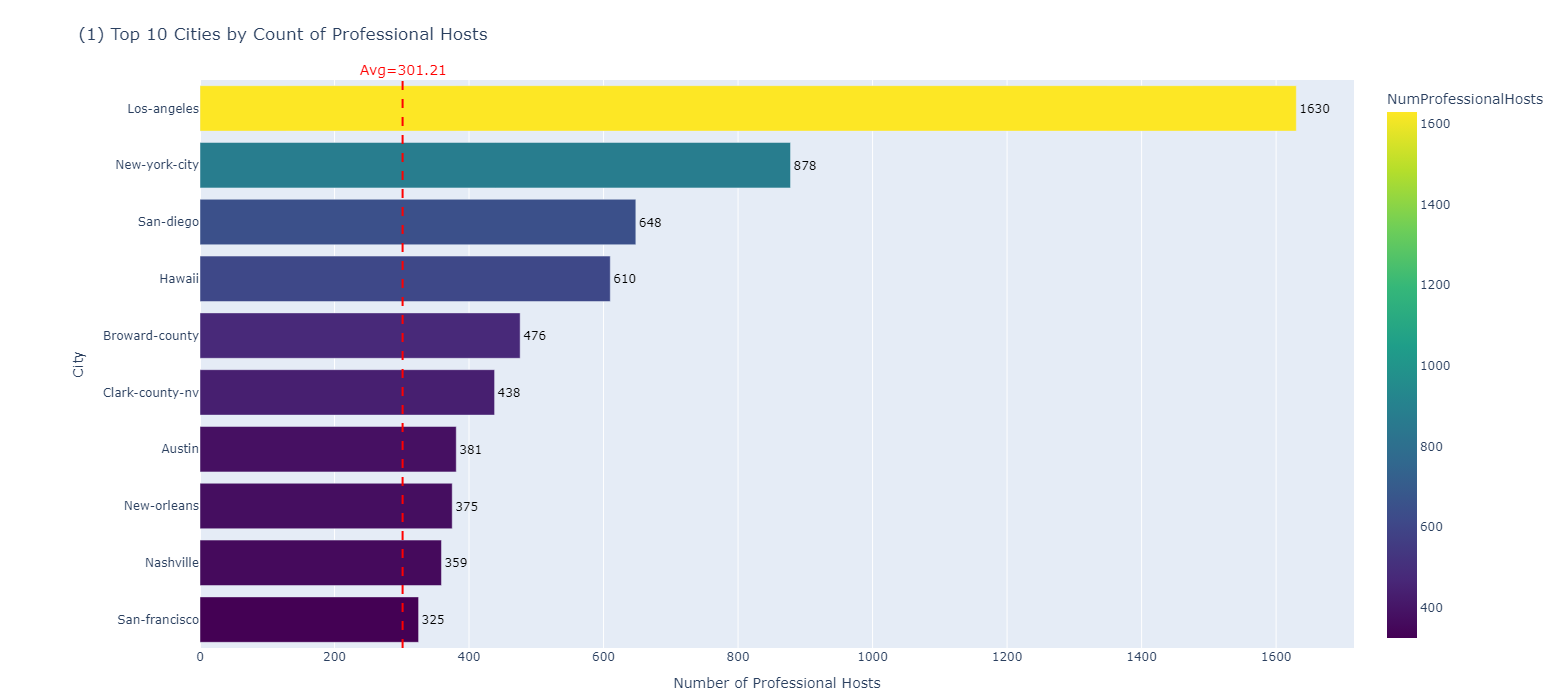 (1) Top 10 Cities by Count of Professional Hosts
Avg=301.21
NumProfessionalHosts
Los-angeles 1630
New-york-city 878
San-diego 648
Hawaii 610
Broward-county 476
Clark-county-nv 438
Austin 381
New-orleans 375
Nashville 359
San-francisco 325
City
0 200 400 600 800 1000 1200 1400 1600
Number of Professional Hosts
1600
1400
1200
1000
800
600
400